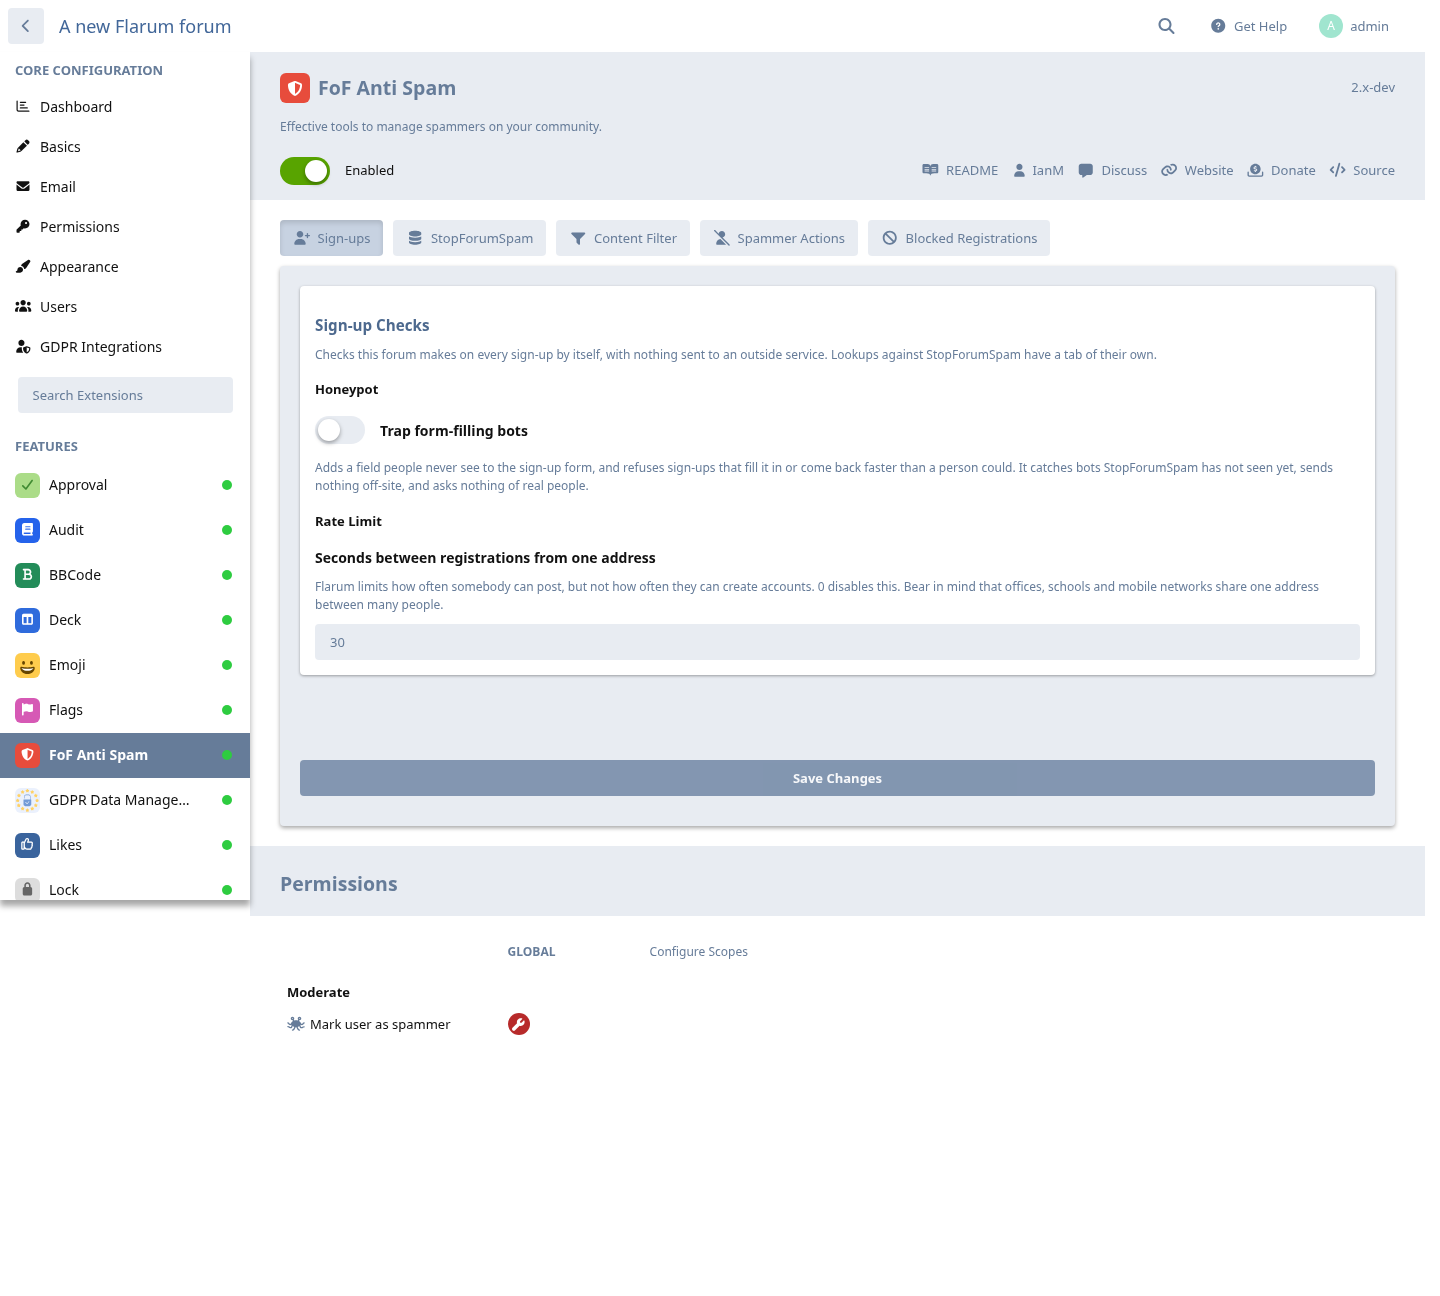 A new Flarum forum
Get Help
A
admin
CORE CONFIGURATION
Dashboard
Basics
Email
Permissions
Appearance
Users
GDPR Integrations
Search Extensions
FEATURES
Approval
Audit
BBCode
Deck
Emoji
Flags
FoF Anti Spam
GDPR Data Manage...
Likes
Lock
FoF Anti Spam
2.x-dev
Effective tools to manage spammers on your community.
Enabled
README
IanM
Discuss
Website
Donate
Source
Sign-ups
StopForumSpam
Content Filter
Spammer Actions
Blocked Registrations
Sign-up Checks
Checks this forum makes on every sign-up by itself, with nothing sent to an outside service. Lookups against StopForumSpam have a tab of their own.
Honeypot
Trap form-filling bots
Adds a field people never see to the sign-up form, and refuses sign-ups that fill it in or come back faster than a person could. It catches bots StopForumSpam has not seen yet, sends
nothing off-site, and asks nothing of real people.
Rate Limit
Seconds between registrations from one address
Flarum limits how often somebody can post, but not how often they can create accounts. 0 disables this. Bear in mind that offices, schools and mobile networks share one address
between many people.
30
Save Changes
Permissions
GLOBAL
Configure Scopes
Moderate
Mark user as spammer